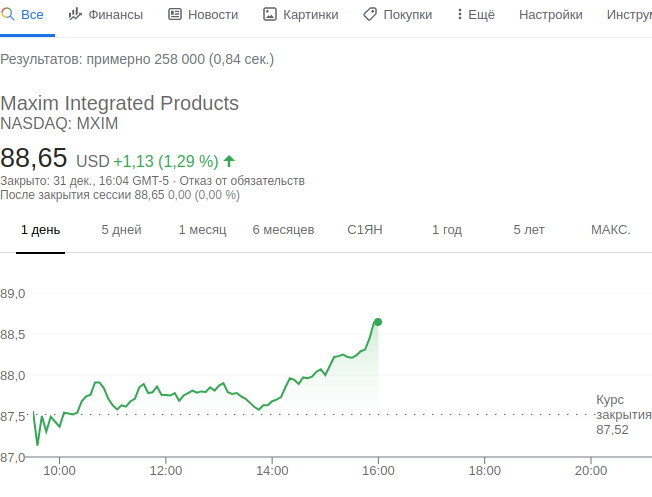 Все Финансы Новости Картинки Покупки Ещё Настройки
Результатов: примерно 258 000 (0,84 сек.)
Maxim Integrated Products
NASDAQ: MXIM
88,65 USD +1,13 (1,29 %)
Закрыто: 31 дек., 16:04 GMT-5 · Отказ от обязательств
После закрытия сессии 88,65 0,00 (0,00 %)
1 день 5 дней 1 месяц 6 месяцев С1ЯН 1 год 5 лет МАКС.
89,0
88,5
88,0
Курс
87,5 закрытия
87,52
87,0
10:00 12:00 14:00 16:00 18:00 20:00